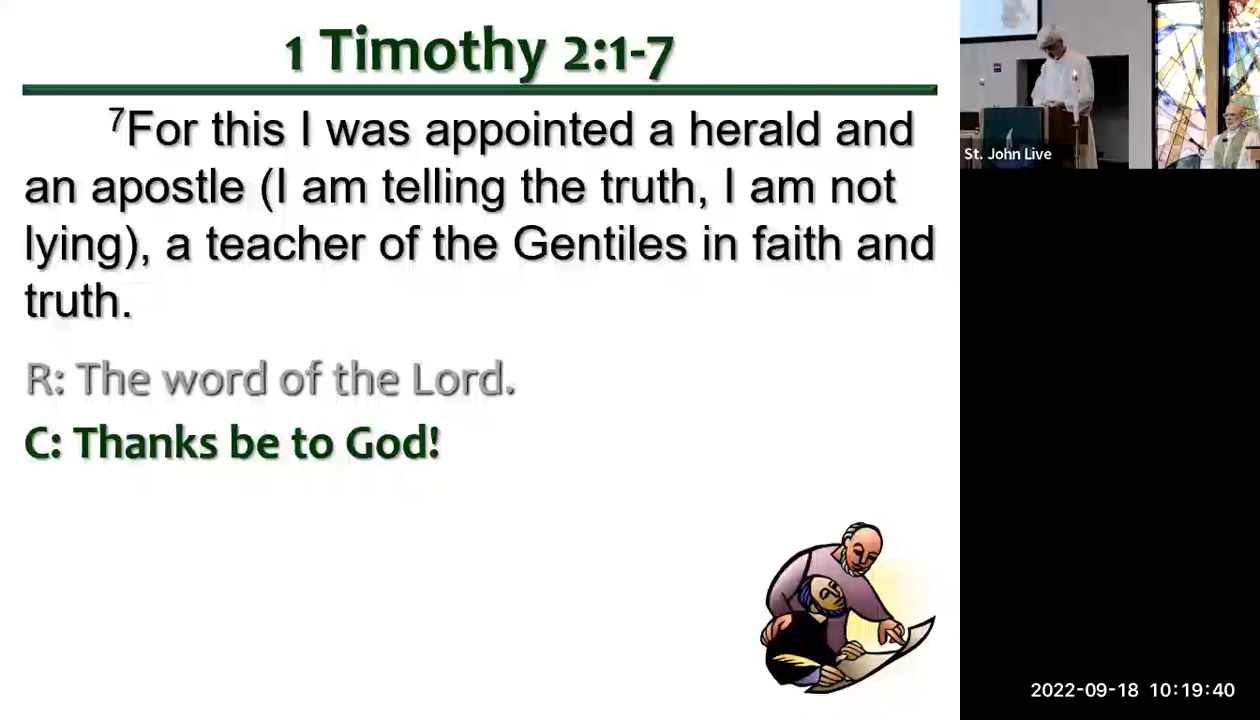 1 Timothy 2:1-7
7For this I was appointed a herald and
an apostle (I am telling the truth, I am not
lying), a teacher of the Gentiles in faith and
truth.
R: The word of the Lord.
C: Thanks be to God!
St. John Live
2022-09-18 10:19:40